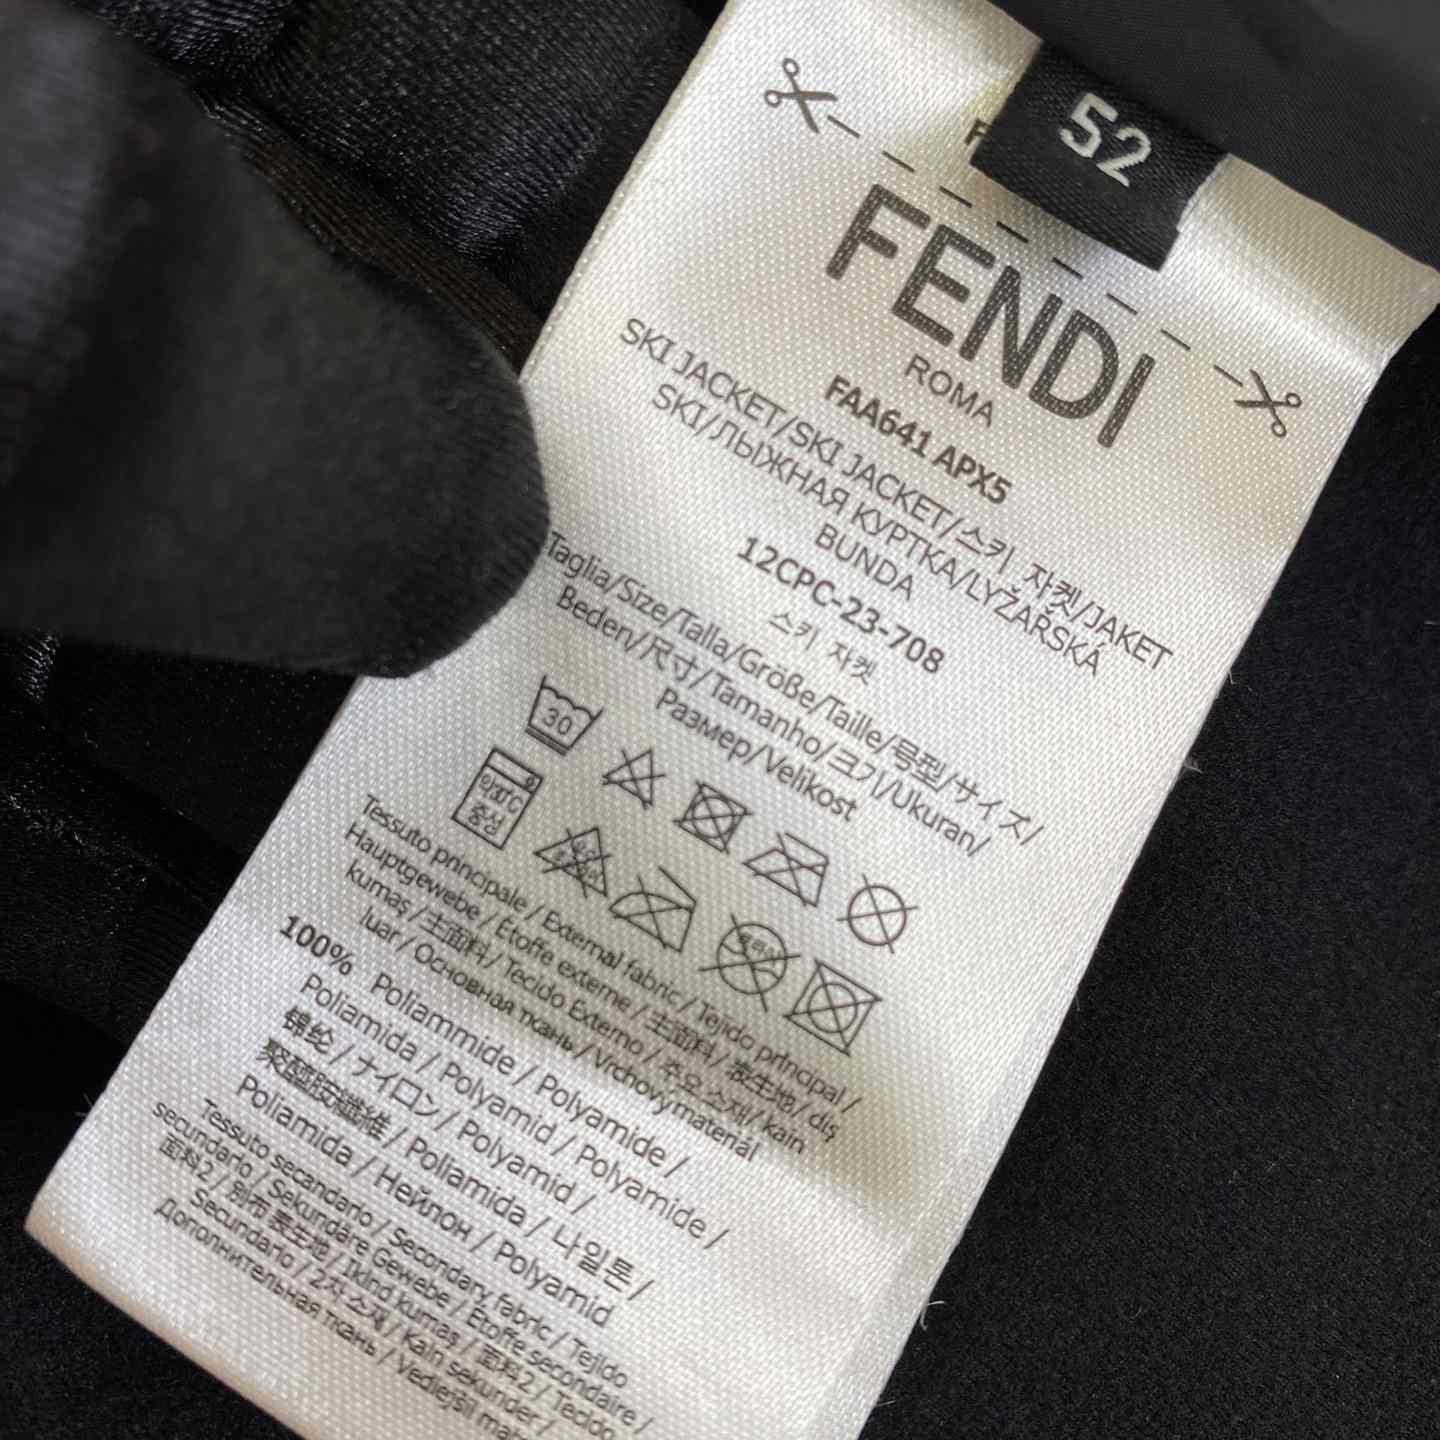 52
FENDI
ROMA
FAA641 APX5
SKI JACKET/SKI JACKET/스키 자켓/JAKET
SKI/ЛЫЖНАЯ КУРТКА/LYŽAŘSKÁ
BUNDA
12CPC-23-708
스키 자켓
Taglia/Size/Talla/Größe/Taille/号型/サイズ/
Beden/尺寸/Tamanho/크기/Ukuran/
Размер/Velikost
30
중성
Tessuto principale / External fabric / Tejido principal /
Hauptgewebe / Étoffe externe / 主面料 / 表生地 / dış
kumaş / 主面料 / Tecido Externo / 주요 소재 / kain
luar / Основная ткань / Vrchový materiál
100% Poliammide / Polyamide /
Poliamida / Polyamid / Polyamide /
锦纶 / ナイロン / Polyamid /
聚醯胺纖維 / Poliamida / 나일론 /
Poliamida / Нейлон / Polyamid
Tessuto secandario / Secondary fabric / Tejido
secundario / Sekundäre Gewebe / Étoffe secondaire /
面料2 / 別布 表生地 / İkind kumaş / 面料2 / Tecido
Secundario / 2차 소재 / kain sekunder /
Дополнительная ткань / Vedlejšil